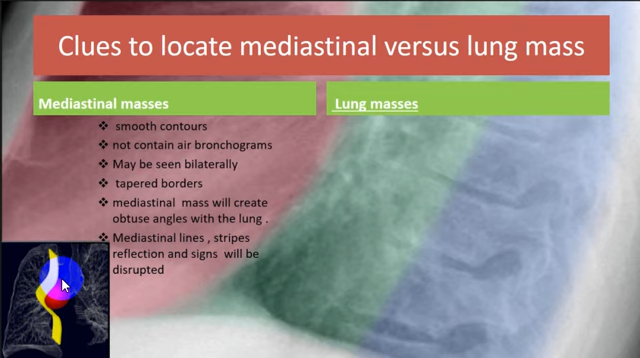 Clues to locate mediastinal versus lung mass
Mediastinal masses
❖ smooth contours
❖ not contain air bronchograms
❖ May be seen bilaterally
❖ tapered borders
❖ mediastinal mass will create
obtuse angles with the lung .
❖ Mediastinal lines , stripes
reflection and signs will be
disrupted
Lung masses